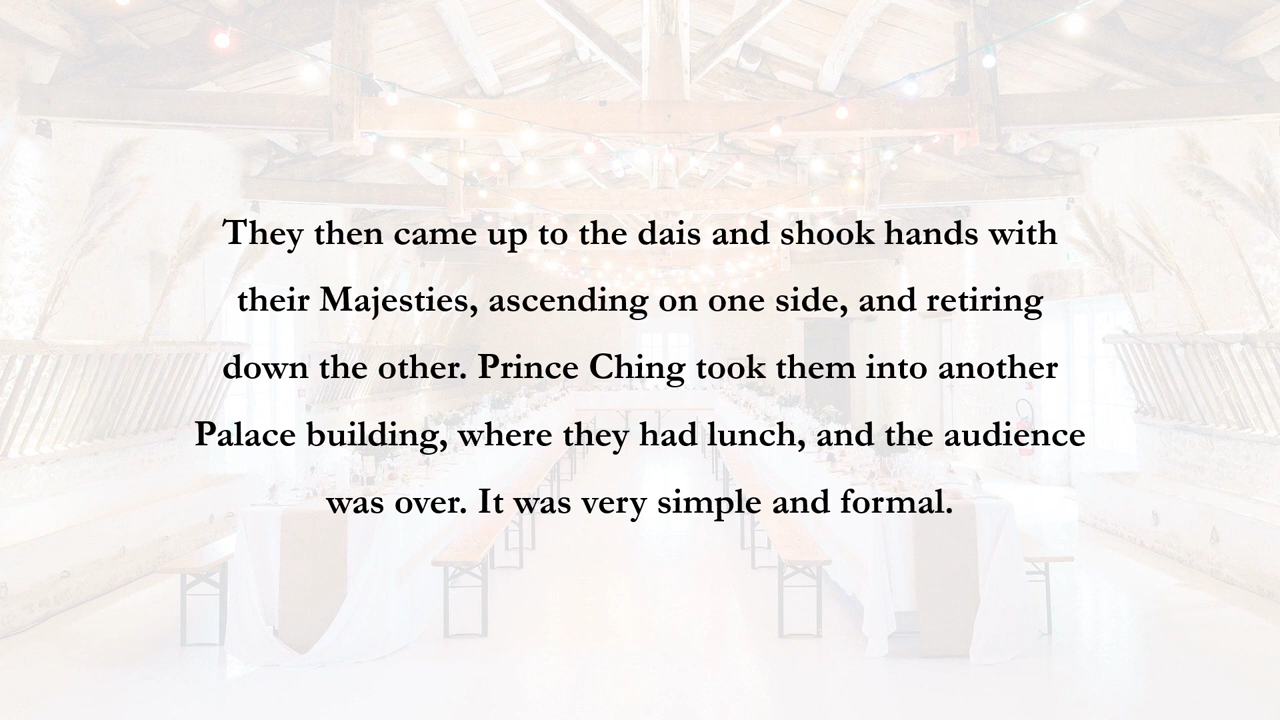 They then came up to the dais and shook hands with
their Majesties, ascending on one side, and retiring
down the other. Prince Ching took them into another
Palace building, where they had lunch, and the audience
was over. It was very simple and formal.